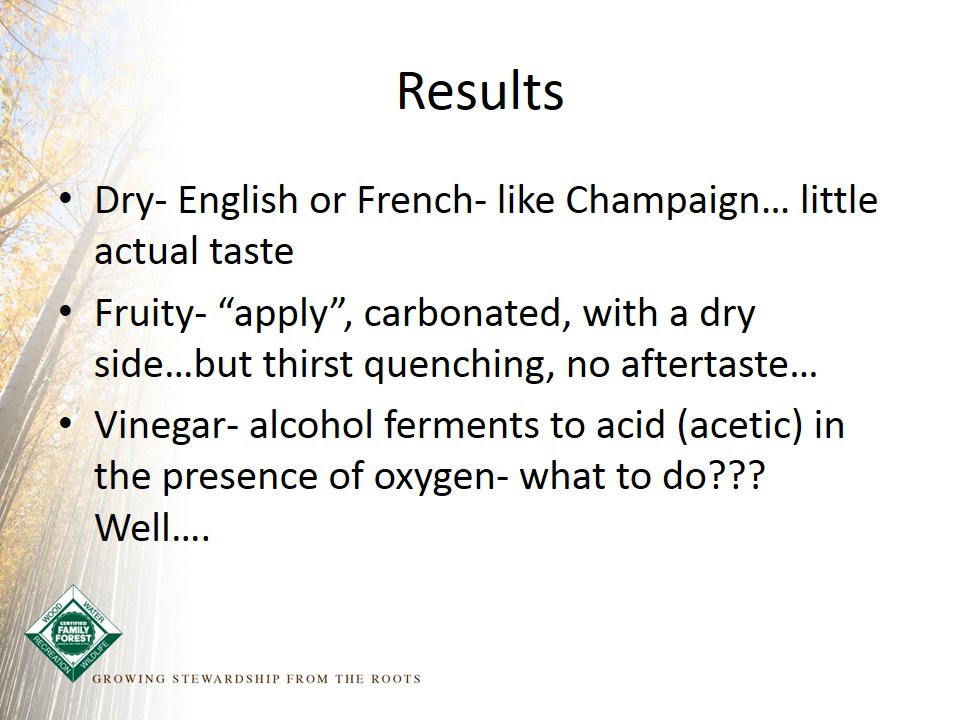 Results
• Dry- English or French- like Champaign… little
actual taste
• Fruity- “apply”, carbonated, with a dry
side…but thirst quenching, no aftertaste…
• Vinegar- alcohol ferments to acid (acetic) in
the presence of oxygen- what to do???
Well….
WOOD
WATER
CERTIFIED
FAMILY
FOREST
RECREATION
WILDLIFE
GROWING STEWARDSHIP FROM THE ROOTS